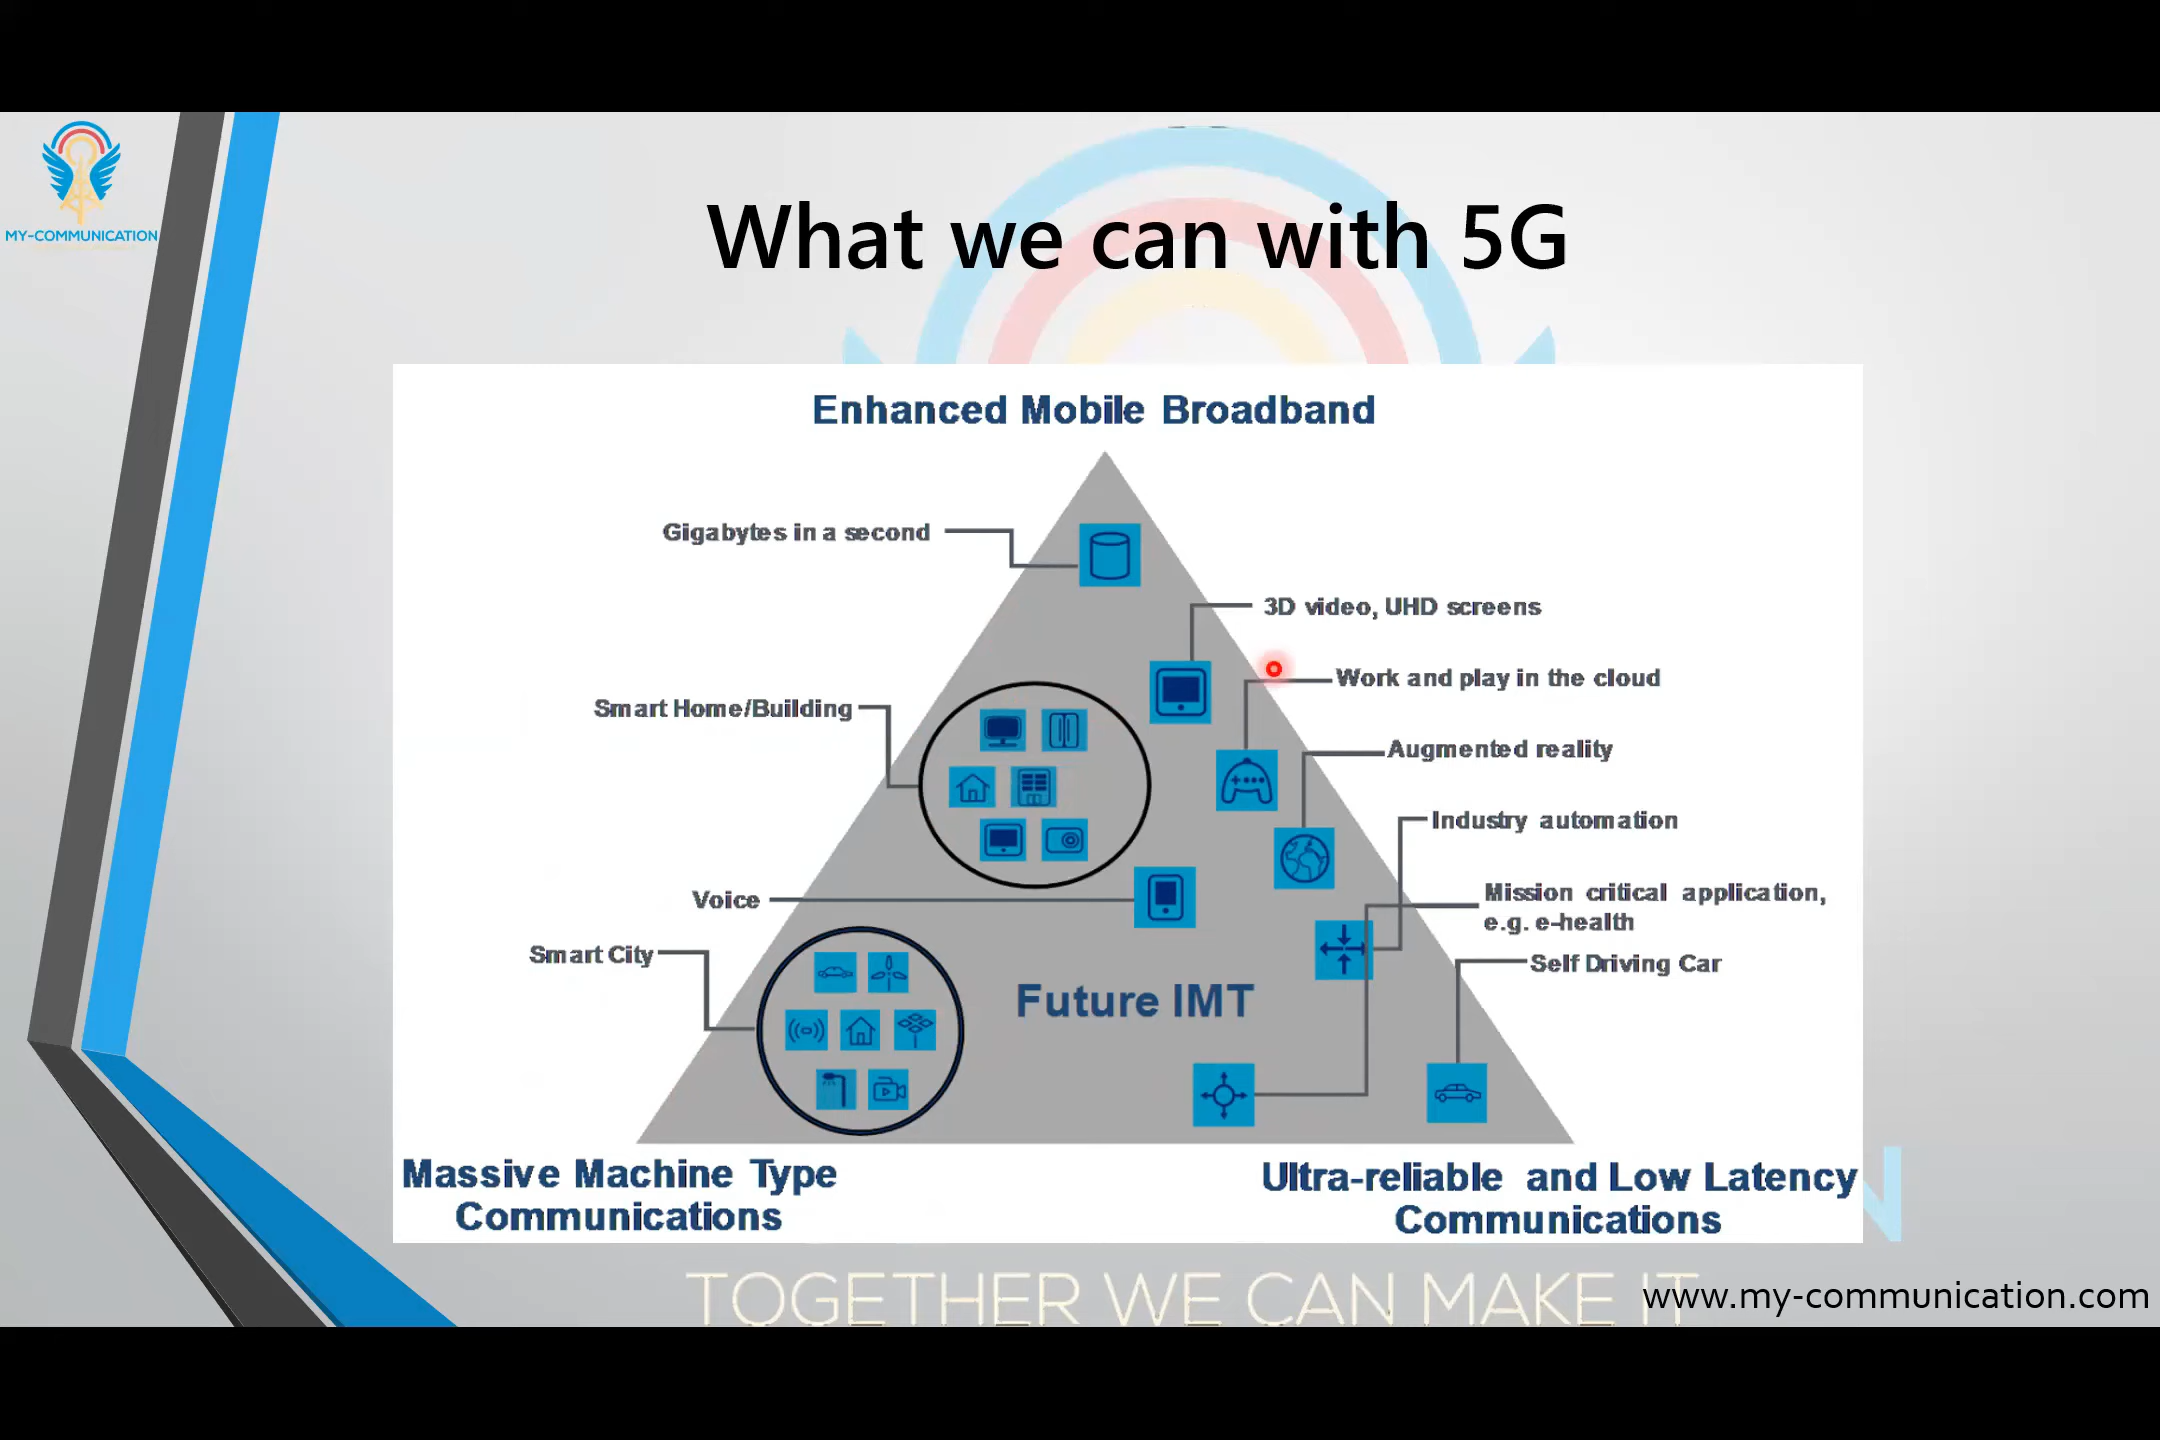 MY-COMMUNICATION
What we can with 5G
Enhanced Mobile Broadband
Gigabytes in a second
3D video, UHD screens
Work and play in the cloud
Smart Home/Building
Augmented reality
Industry automation
Mission critical application,
e.g. e-health
Voice
Smart City
Self Driving Car
Future IMT
Massive Machine Type
Communications
Ultra-reliable and Low Latency
Communications
TOGETHER WE CAN MAKE IT
www.my-communication.com